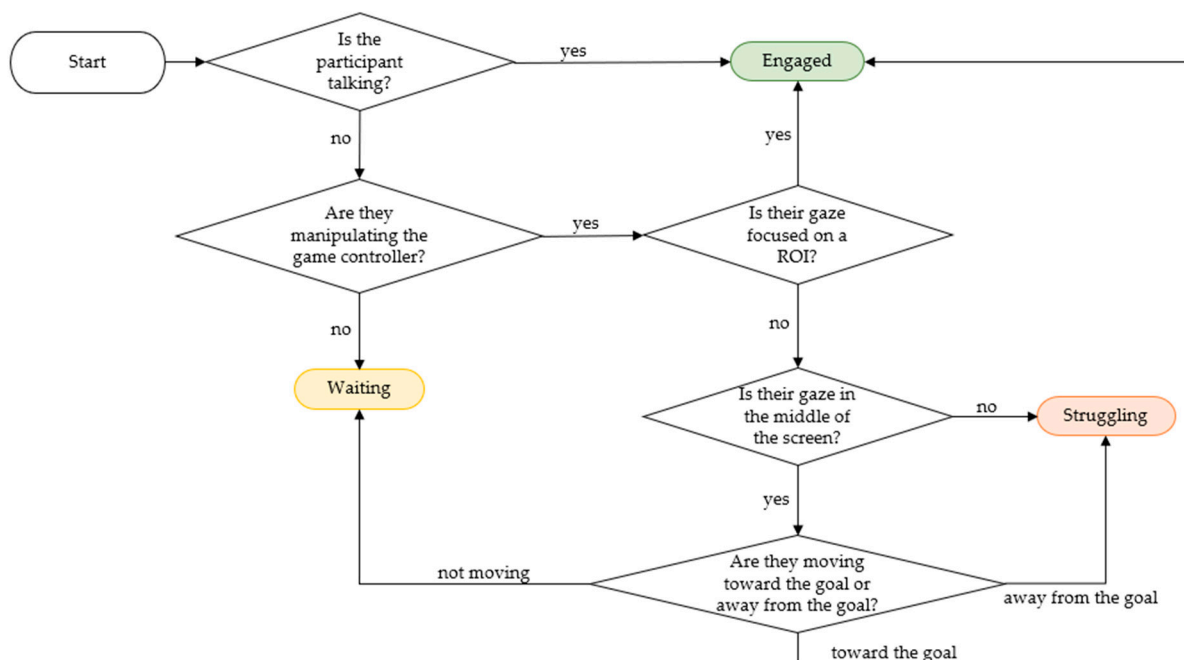 Start
Is the
participant
talking?
yes
Engaged
no
yes
Are they
manipulating the
game controller?
yes
Is their gaze
focused on a
ROI?
no
no
Waiting
Is their gaze in
the middle of
the screen?
no
Struggling
yes
not moving
Are they moving
toward the goal or
away from the goal?
away from the goal
toward the goal